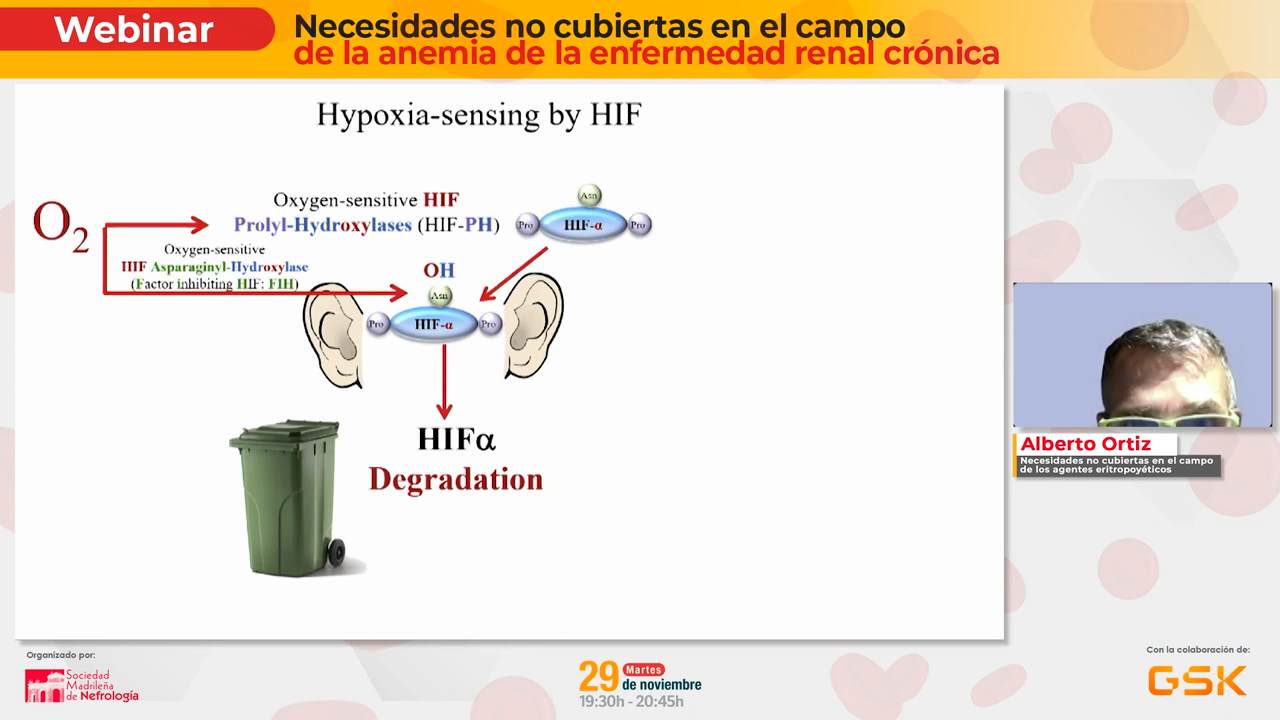 Webinar
Necesidades no cubiertas en el campo
de la anemia de la enfermedad renal crónica
Hypoxia-sensing by HIF
O2
Oxygen-sensitive HIF
Prolyl-Hydroxylases (HIF-PH)
Asn
Pro
HIF-α
Pro
Oxygen-sensitive
HIF Asparaginyl-Hydroxylase
(Factor inhibiting HIF: FIH)
OH
Asn
Pro
HIF-α
Pro
HIFα
Degradation
Alberto Ortiz
Necesidades no cubiertas en el campo
de los agentes eritropoyéticos
Organizado por:
Sociedad
Madrileña
de Nefrología
29 Martes
de noviembre
19:30h - 20:45h
Con la colaboración de:
GSK